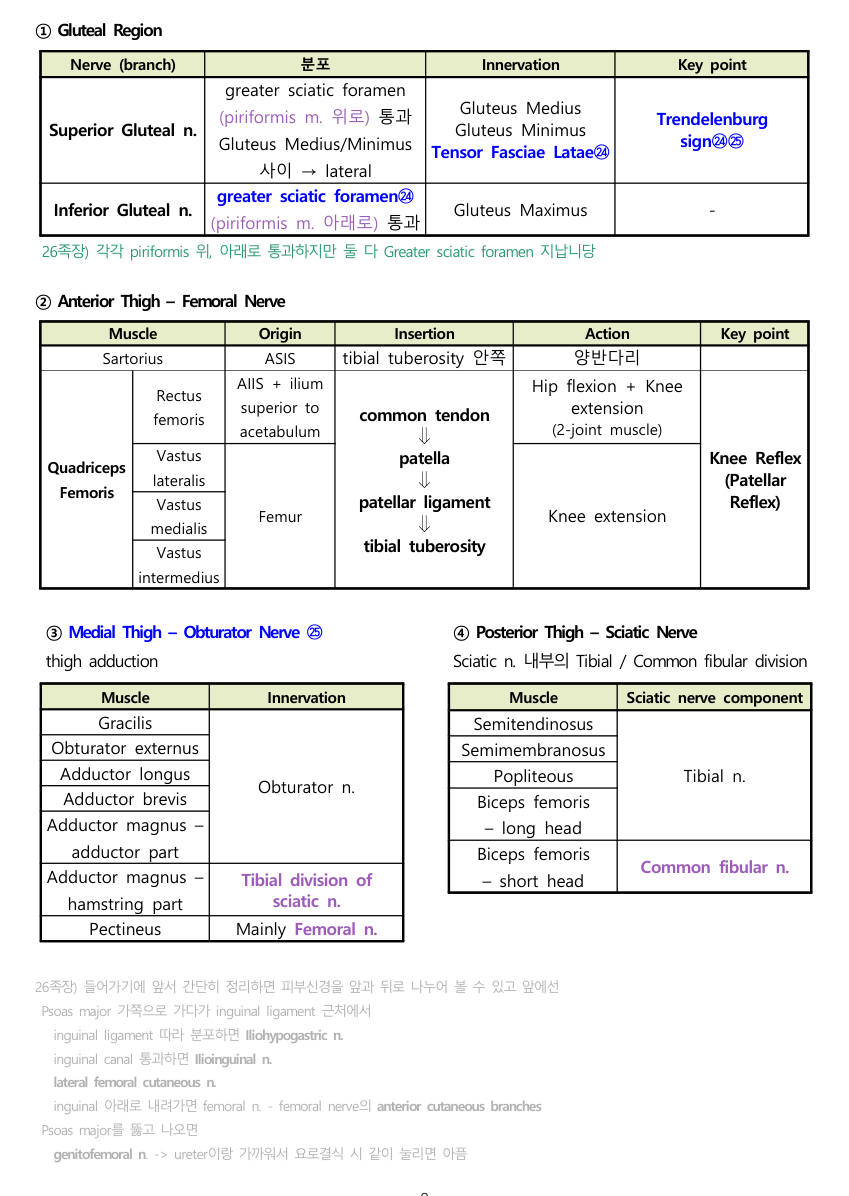 ① Gluteal Region
Nerve (branch) 분포 Innervation Key point
Superior Gluteal n.
greater sciatic foramen
(piriformis m. 위로) 통과
Gluteus Medius/Minimus
사이 → lateral
Gluteus Medius
Gluteus Minimus
Tensor Fasciae Latae㉔
Trendelenburg
sign㉔㉕
Inferior Gluteal n.
greater sciatic foramen㉔
(piriformis m. 아래로) 통과
Gluteus Maximus
-
26족장) 각각 piriformis 위, 아래로 통과하지만 둘 다 Greater sciatic foramen 지납니당
② Anterior Thigh – Femoral Nerve
Muscle Origin Insertion Action Key point
Sartorius ASIS tibial tuberosity 안쪽 양반다리
Quadriceps
Femoris
Rectus
femoris
AIIS + ilium
superior to
acetabulum
common tendon
⇓
patella
⇓
patellar ligament
⇓
tibial tuberosity
Hip flexion + Knee
extension
(2-joint muscle)
Knee Reflex
(Patellar
Reflex)
Vastus
lateralis
Femur
Knee extension
Vastus
medialis
Vastus
intermedius
③ Medial Thigh – Obturator Nerve ㉕
thigh adduction
Muscle Innervation
Gracilis
Obturator externus
Adductor longus
Adductor brevis
Adductor magnus –
adductor part
Obturator n.
Adductor magnus –
hamstring part
Tibial division of
sciatic n.
Pectineus Mainly Femoral n.
④ Posterior Thigh – Sciatic Nerve
Sciatic n. 내부의 Tibial / Common fibular division
Muscle Sciatic nerve component
Semitendinosus
Semimembranosus
Popliteous
Biceps femoris
– long head
Tibial n.
Biceps femoris
– short head
Common fibular n.
26족장) 들어가기에 앞서 간단히 정리하면 피부신경을 앞과 뒤로 나누어 볼 수 있고 앞에선
Psoas major 가쪽으로 가다가 inguinal ligament 근처에서
inguinal ligament 따라 분포하면 Iliohypogastric n.
inguinal canal 통과하면 Ilioinguinal n.
lateral femoral cutaneous n.
inguinal 아래로 내려가면 femoral n. - femoral nerve의 anterior cutaneous branches
Psoas major를 뚫고 나오면
genitofemoral n. -> ureter이랑 가까워서 요로결식 시 같이 눌리면 아픔